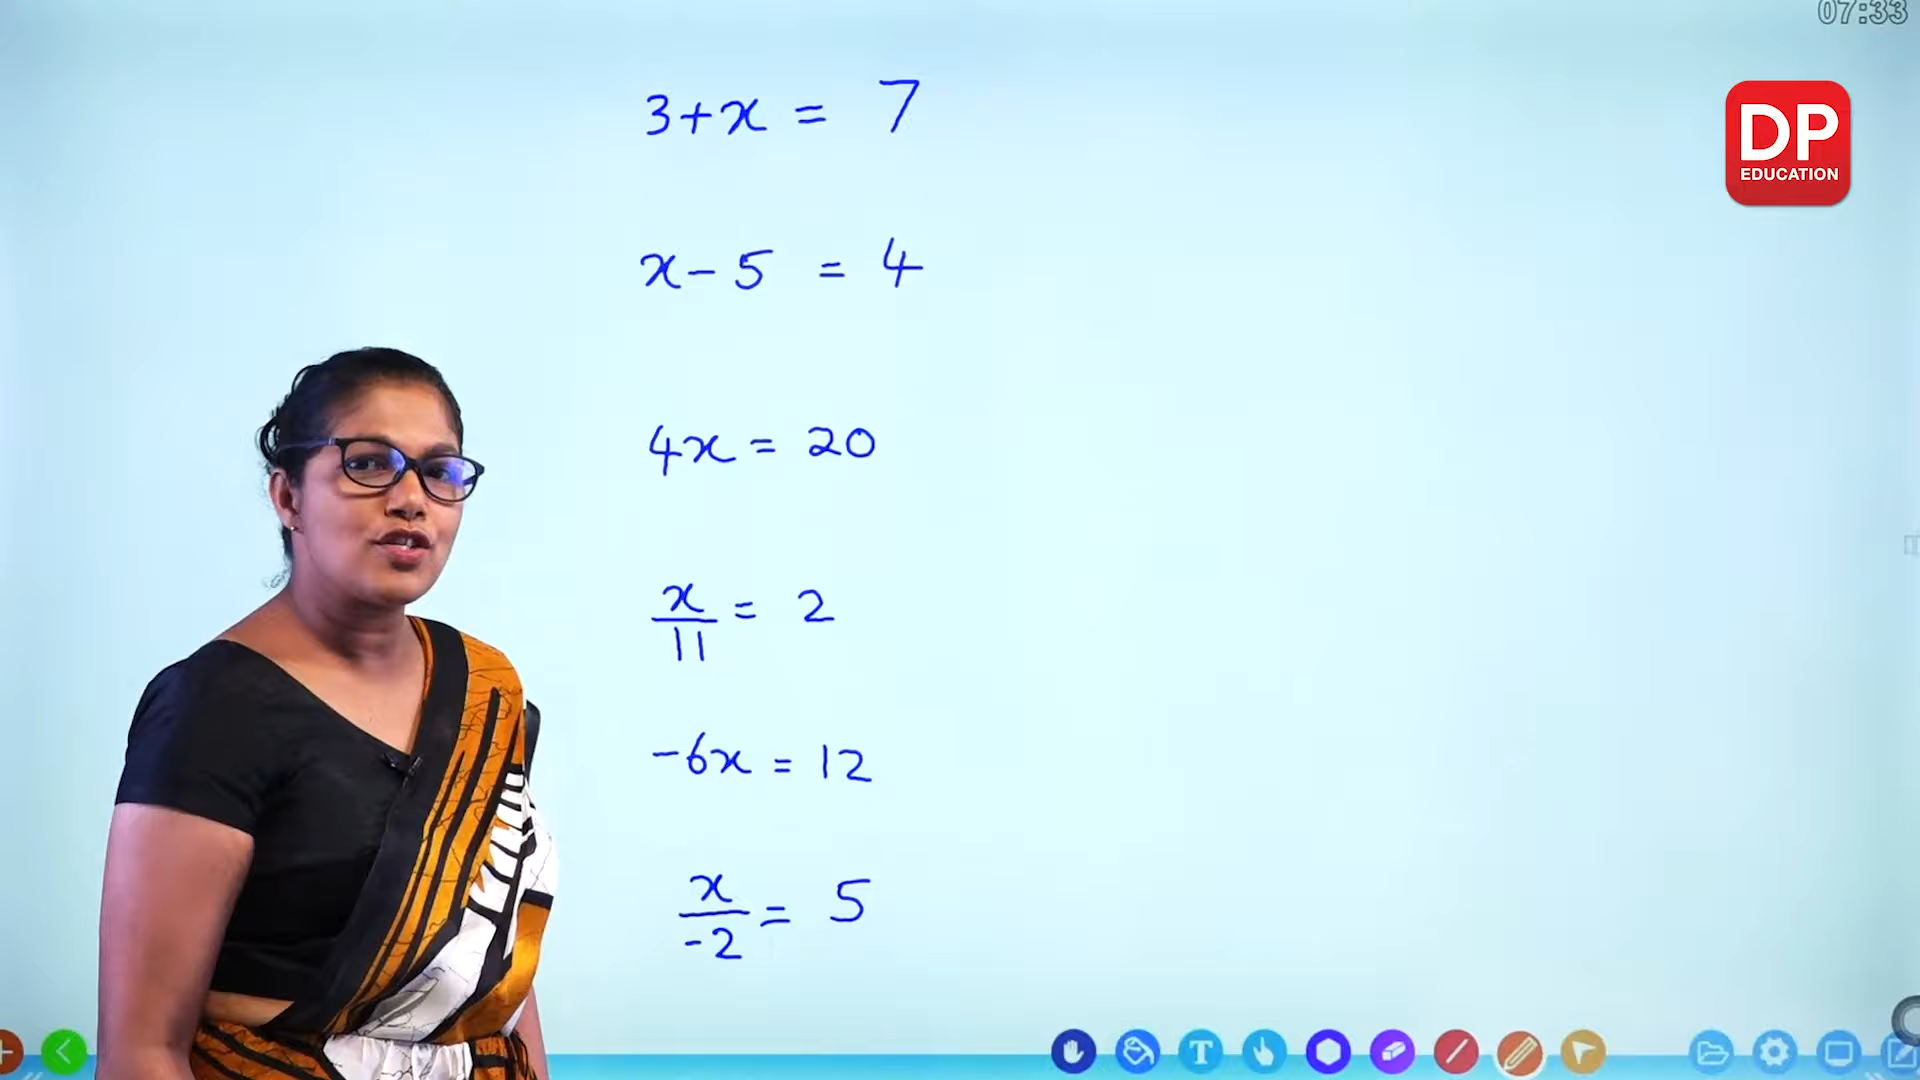 07:33
DP
EDUCATION
3+x = 7
x-5 = 4
4x = 20
x/11 = 2
-6x = 12
x/-2 = 5